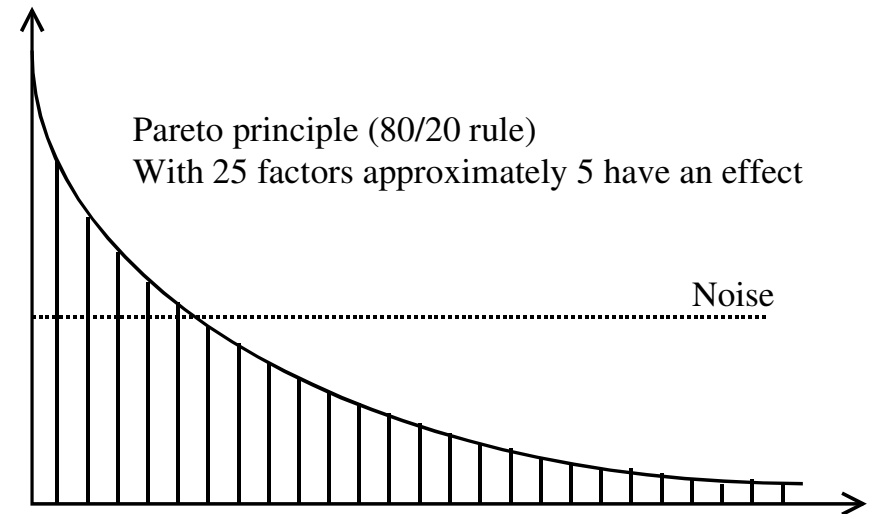 Pareto principle (80/20 rule)
With 25 factors approximately 5 have an effect
Noise